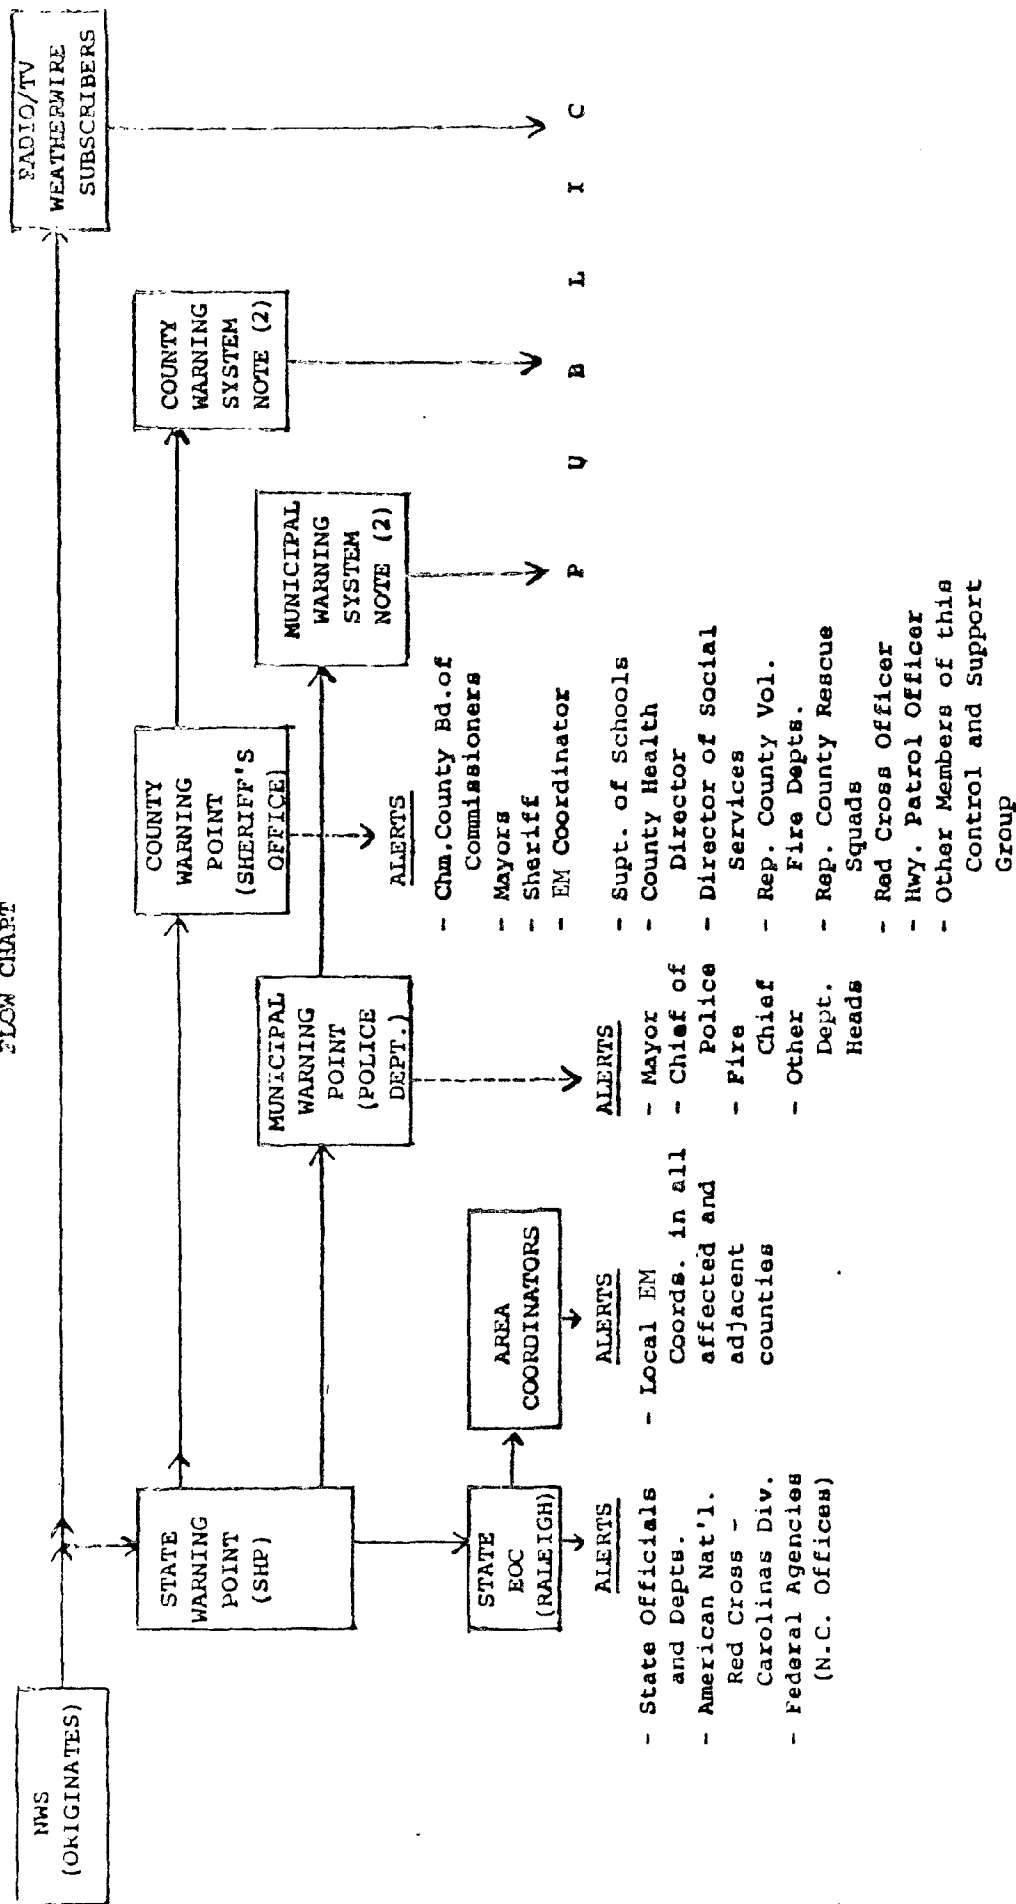 FLOW CHART
NWS
(ORIGINATES)
RADIO/TV
WEATHERWIRE
SUBSCRIBERS
STATE
WARNING
POINT
(SHP)
COUNTY
WARNING
POINT
(SHERIFF'S
OFFICE)
COUNTY
WARNING
SYSTEM
NOTE (2)
MUNICIPAL
WARNING
POINT
(POLICE
DEPT.)
MUNICIPAL
WARNING
SYSTEM
NOTE (2)
STATE
EOC
(RALEIGH)
AREA
COORDINATORS
ALERTS
- State Officials
and Depts.
- American Nat'l.
Red Cross -
Carolinas Div.
- Federal Agencies
(N.C. Offices)
ALERTS
- Local EM
Coords. in all
affected and
adjacent
counties
ALERTS
- Mayor
- Chief of
Police
- Fire
Chief
- Other
Dept.
Heads
ALERTS
- Chm.County Bd.of
Commissioners
- Mayors
- Sheriff
- EM Coordinator
- Supt. of Schools
- County Health
Director
- Director of Social
Services
- Rep. County Vol.
Fire Depts.
- Rep. County Rescue
Squads
- Red Cross Officer
- Hwy. Patrol Officer
- Other Members of this
Control and Support
Group
P U B L I C